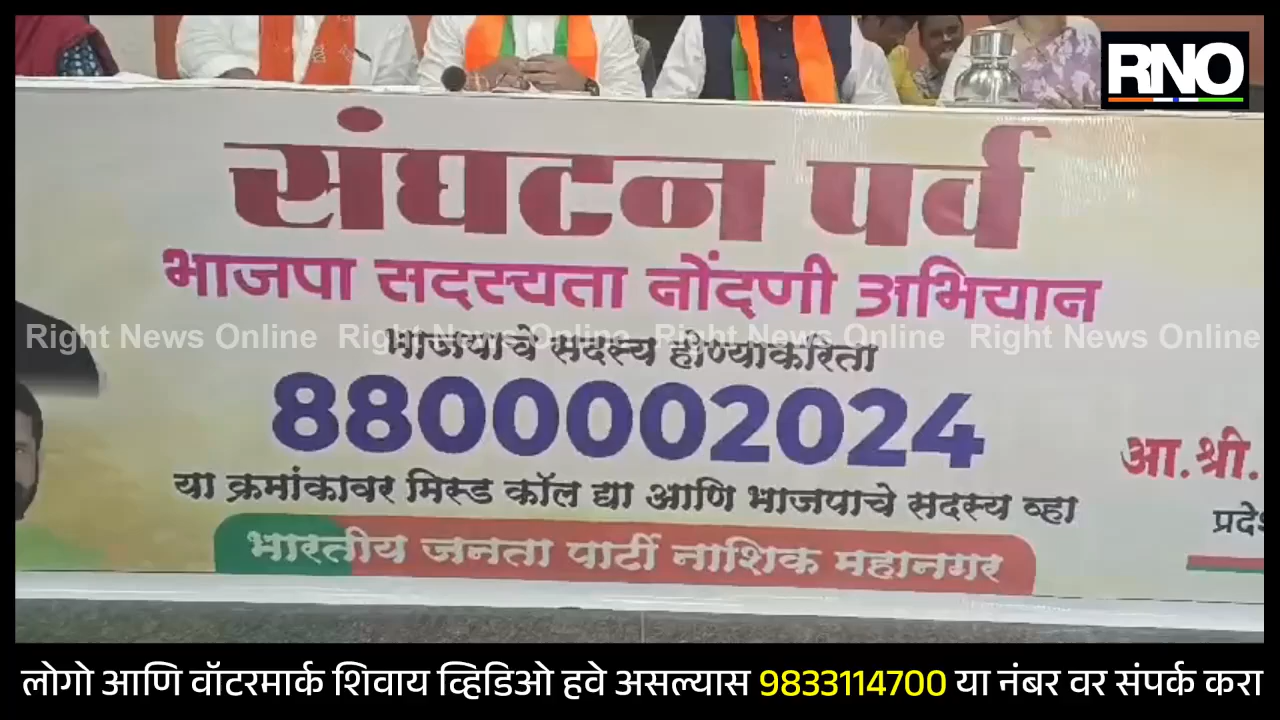 RNO
संघटन पर्व
भाजपा सदस्यता नोंदणी अभियान
Right News Online Right News Online Right News Online Right News Online
भाजपाचे सदस्य होण्याकरिता
8800002024
आ.श्री.
या क्रमांकावर मिस्ड कॉल द्या आणि भाजपाचे सदस्य व्हा
भारतीय जनता पार्टी नाशिक महानगर
लोगो आणि वॉटरमार्क शिवाय व्हिडिओ हवे असल्यास 9833114700 या नंबर वर संपर्क करा